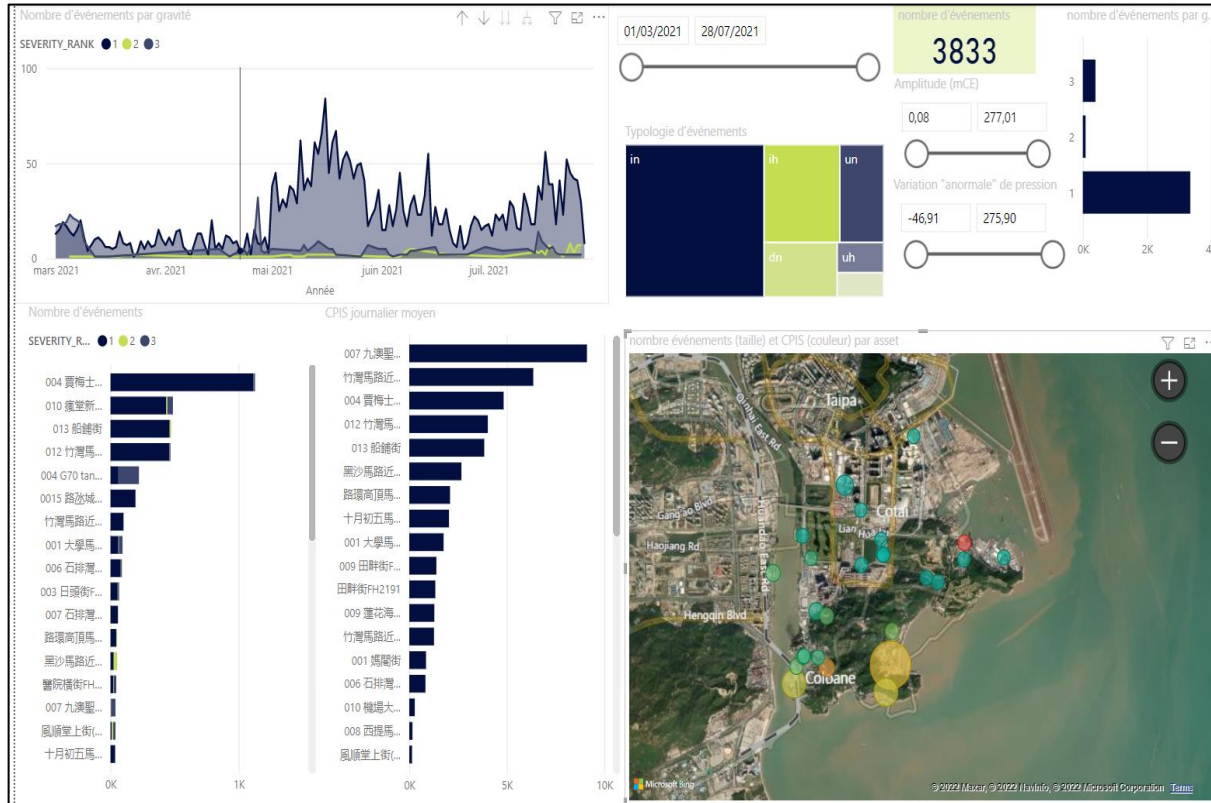 Nombre d'événements par gravité
SEVERITY_RANK 1 2 3
100
50
0
mars 2021 avr. 2021 mai 2021 juin 2021 juil. 2021
Année
01/03/2021 28/07/2021
Typologie d'événements
in
ih
un
dn
uh
nombre d'événements
3833
Amplitude (mCE)
0,08 277,01
Variation "anormale" de pression
-46,91 275,90
nombre d'événements par g...
3
2
1
0K 2K 4
Nombre d'événements
SEVERITY_R... 1 2 3
004 賈梅士...
010 瘋堂新...
013 船鋪街
012 竹灣馬...
004 G70 tan...
0015 路氹城...
竹灣馬路近...
001 大學馬...
006 石排灣...
003 日頭街F...
007 石排灣...
路環高頂馬...
黑沙馬路近...
醫院橫街FH...
007 九澳聖...
風順堂上街(...
十月初五馬...
0K 1K
CPIS journalier moyen
007 九澳聖...
竹灣馬路近...
004 賈梅士...
012 竹灣馬...
013 船鋪街
黑沙馬路近...
路環高頂馬...
十月初五馬...
001 大學馬...
009 田畔街F...
田畔街FH2191
009 蓮花海...
竹灣馬路近...
001 媽閣街
006 石排灣...
010 機場大...
008 西提馬...
風順堂上街(...
0K 5K 10K
nombre événements (taille) et CPIS (couleur) par asset
Taipa
Qinhai East Rd
Gang'ao Blvd
Cotai
Lian Hua
Haojiang Rd
Huandao East Rd
Hengqin Blvd
Coloane
Microsoft Bing
© 2022 Maxar, © 2022 NavInfo, © 2022 Microsoft Corporation Terms